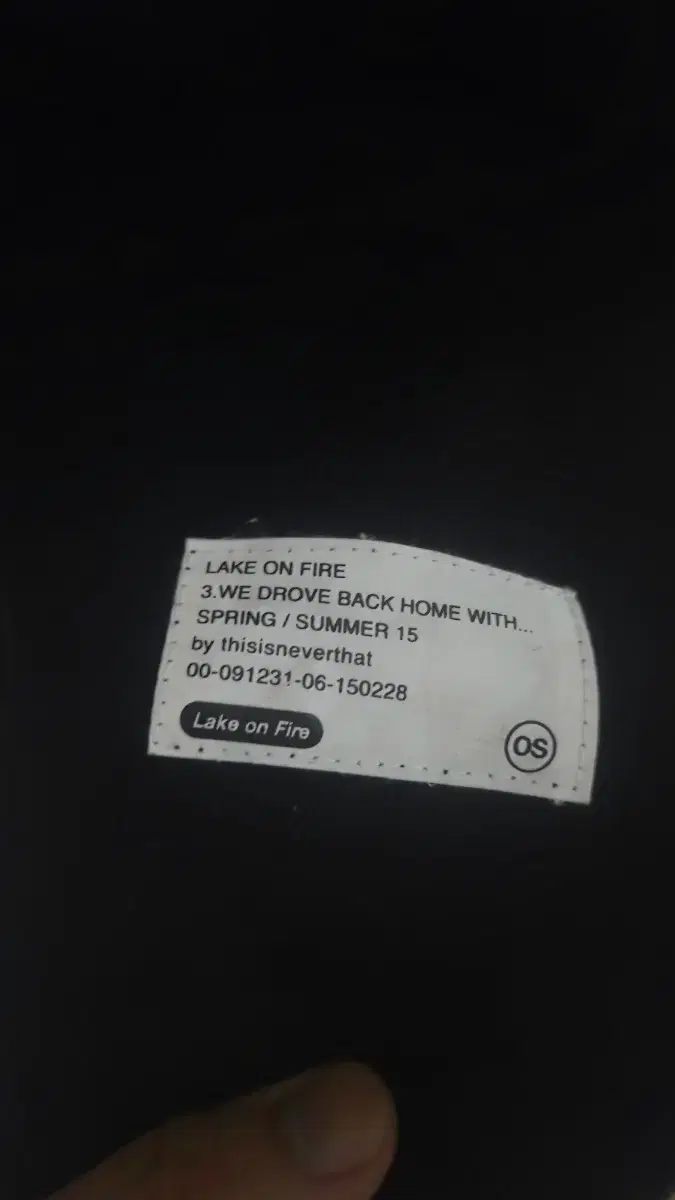 LAKE ON FIRE
3.WE DROVE BACK HOME WITH...
SPRING / SUMMER 15
by thisisneverthat
00-091231-06-150228
Lake on Fire
OS